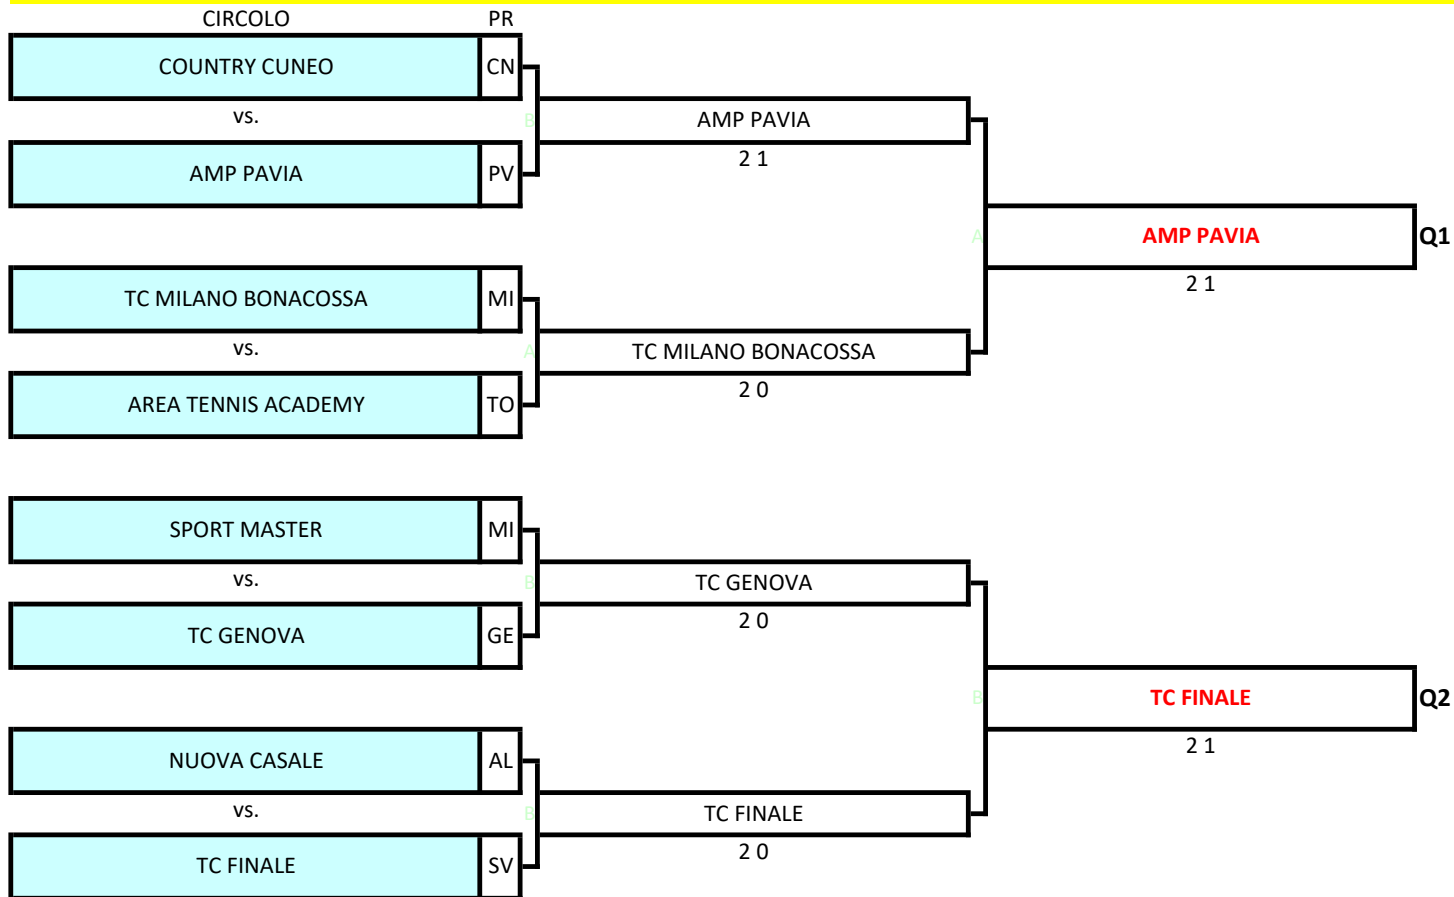 CIRCOLO PR
COUNTRY CUNEO CN
vs.
B
AMP PAVIA
2 1
AMP PAVIA PV
A
AMP PAVIA
Q1
2 1
TC MILANO BONACOSSA MI
vs.
A
TC MILANO BONACOSSA
2 0
AREA TENNIS ACADEMY TO
SPORT MASTER MI
vs.
B
TC GENOVA
2 0
TC GENOVA GE
B
TC FINALE
Q2
2 1
NUOVA CASALE AL
vs.
B
TC FINALE
2 0
TC FINALE SV